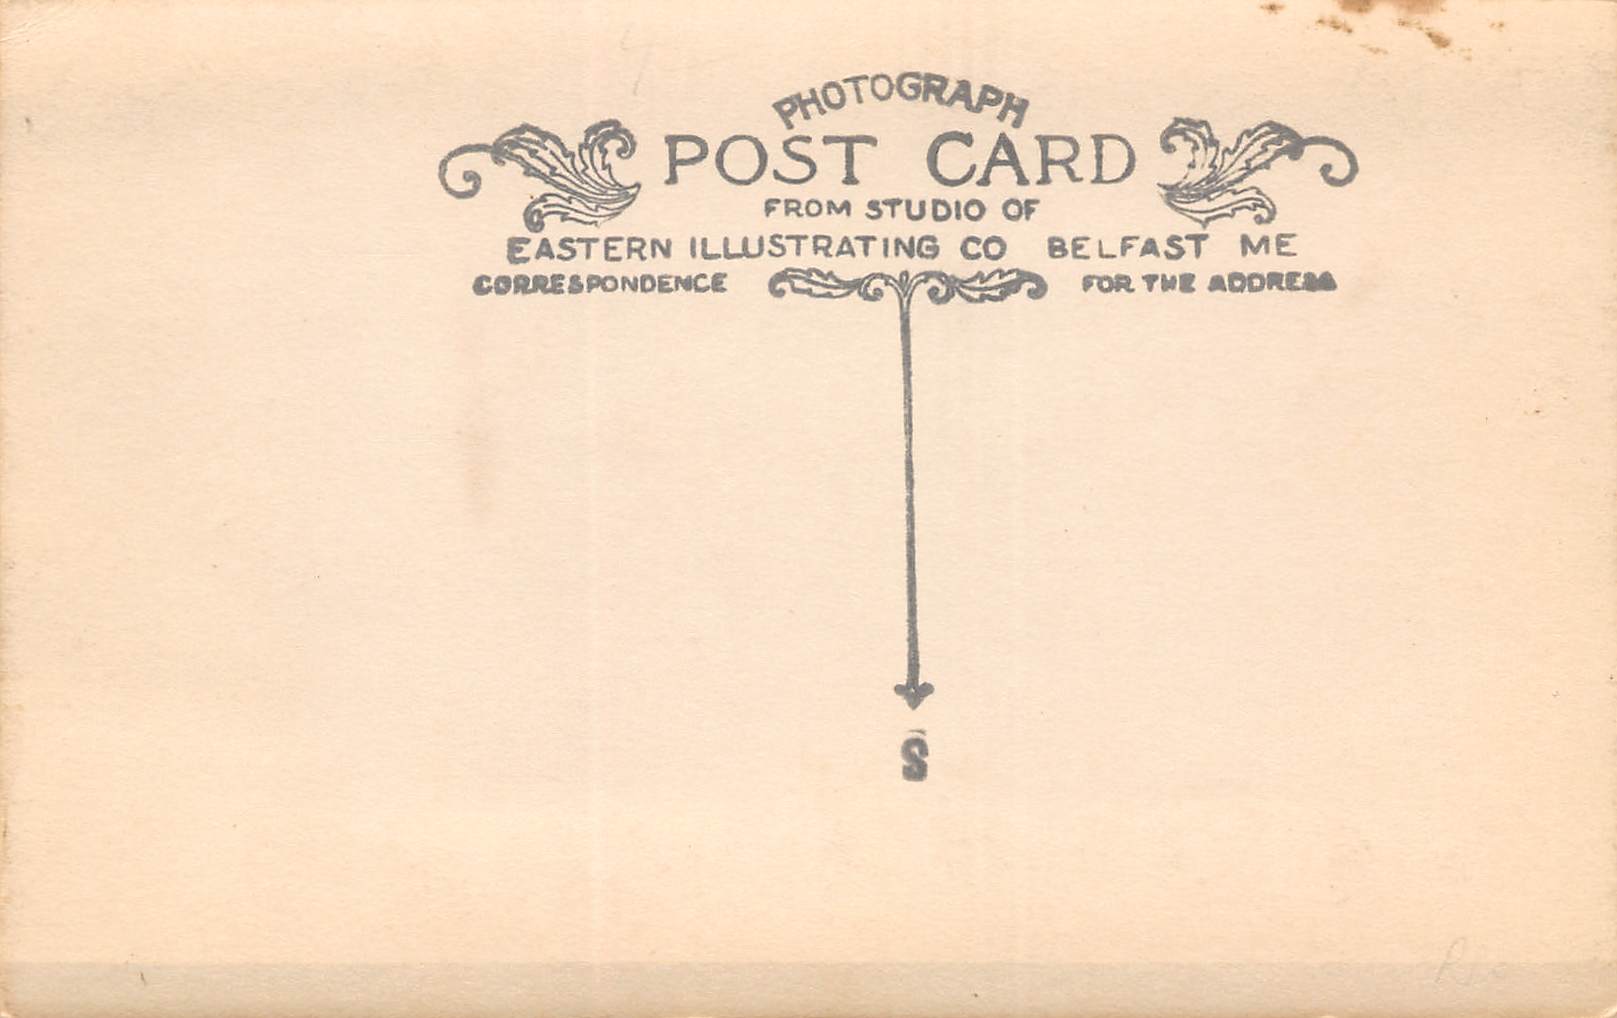 PHOTOGRAPH
POST CARD
FROM STUDIO OF
EASTERN ILLUSTRATING CO BELFAST ME
CORRESPONDENCE FOR THE ADDRESS
S